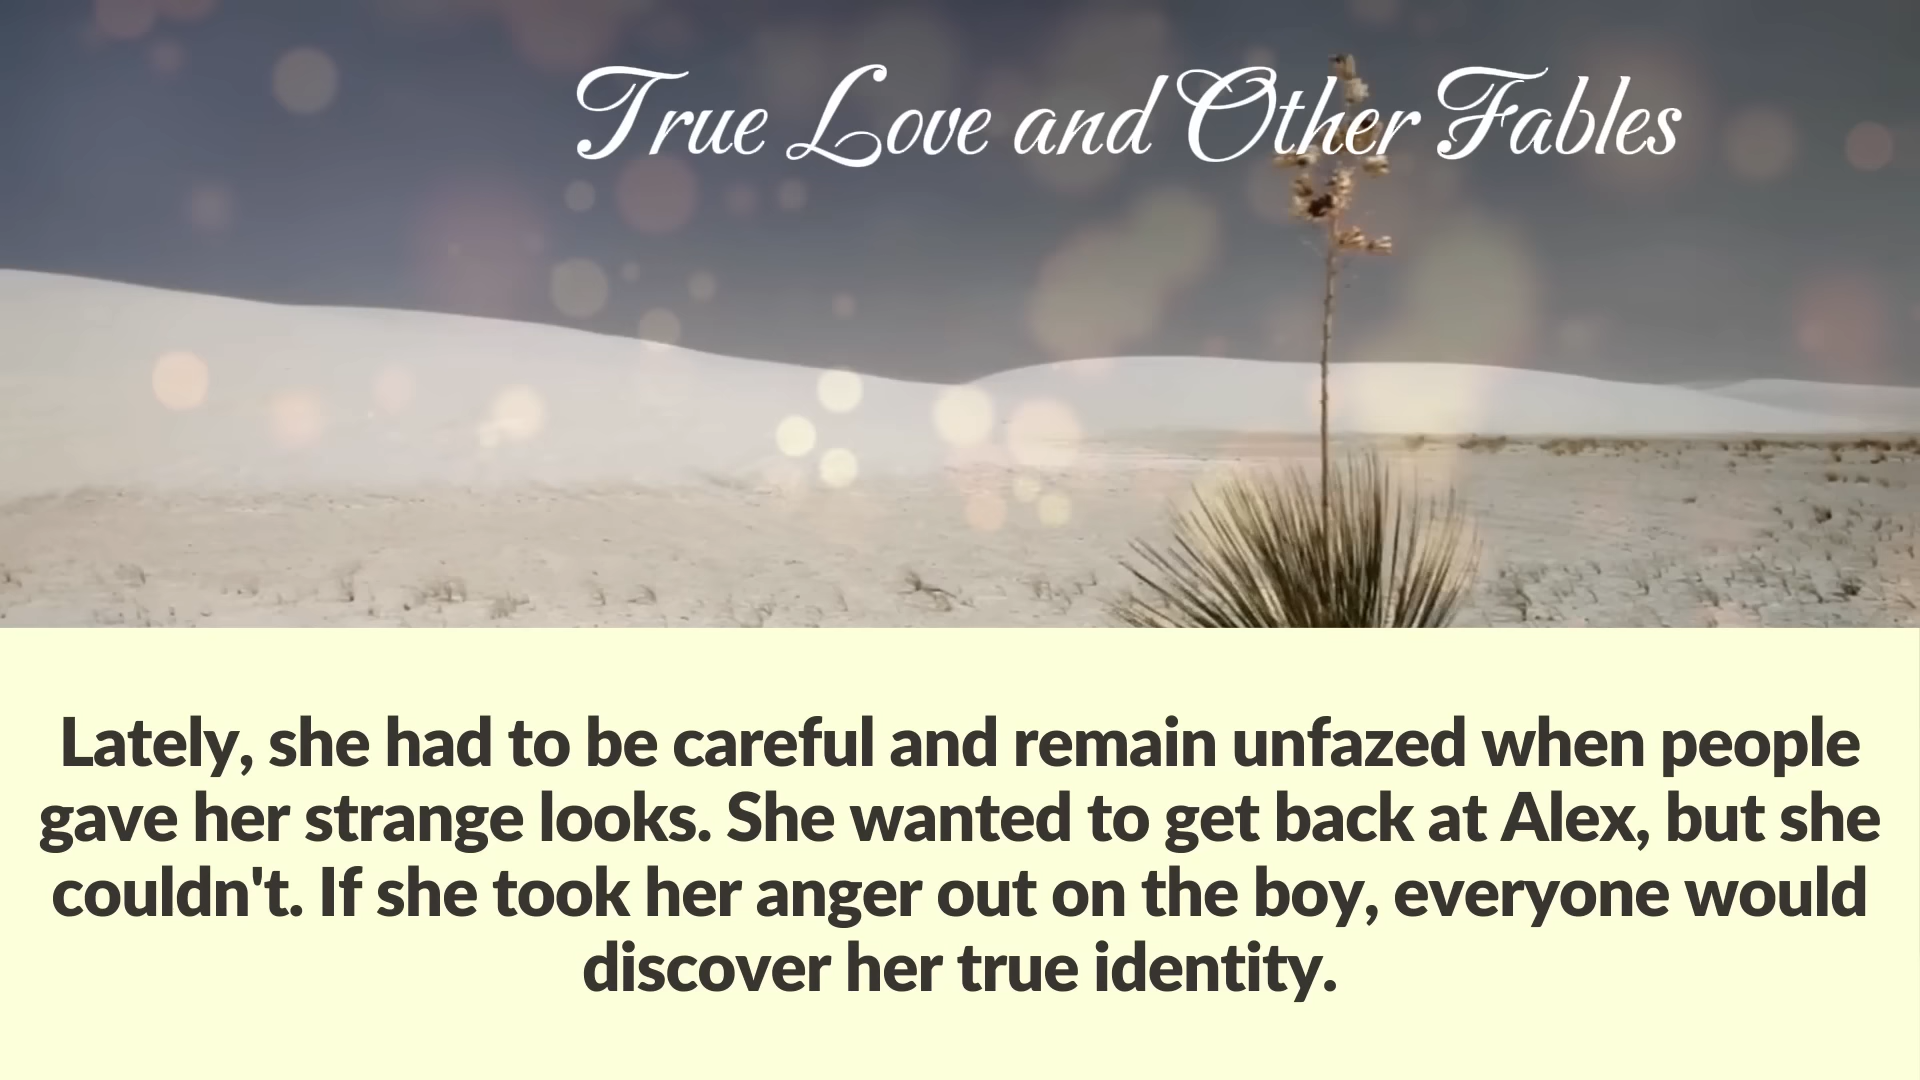 True Love and Other Fables
Lately, she had to be careful and remain unfazed when people
gave her strange looks. She wanted to get back at Alex, but she
couldn't. If she took her anger out on the boy, everyone would
discover her true identity.